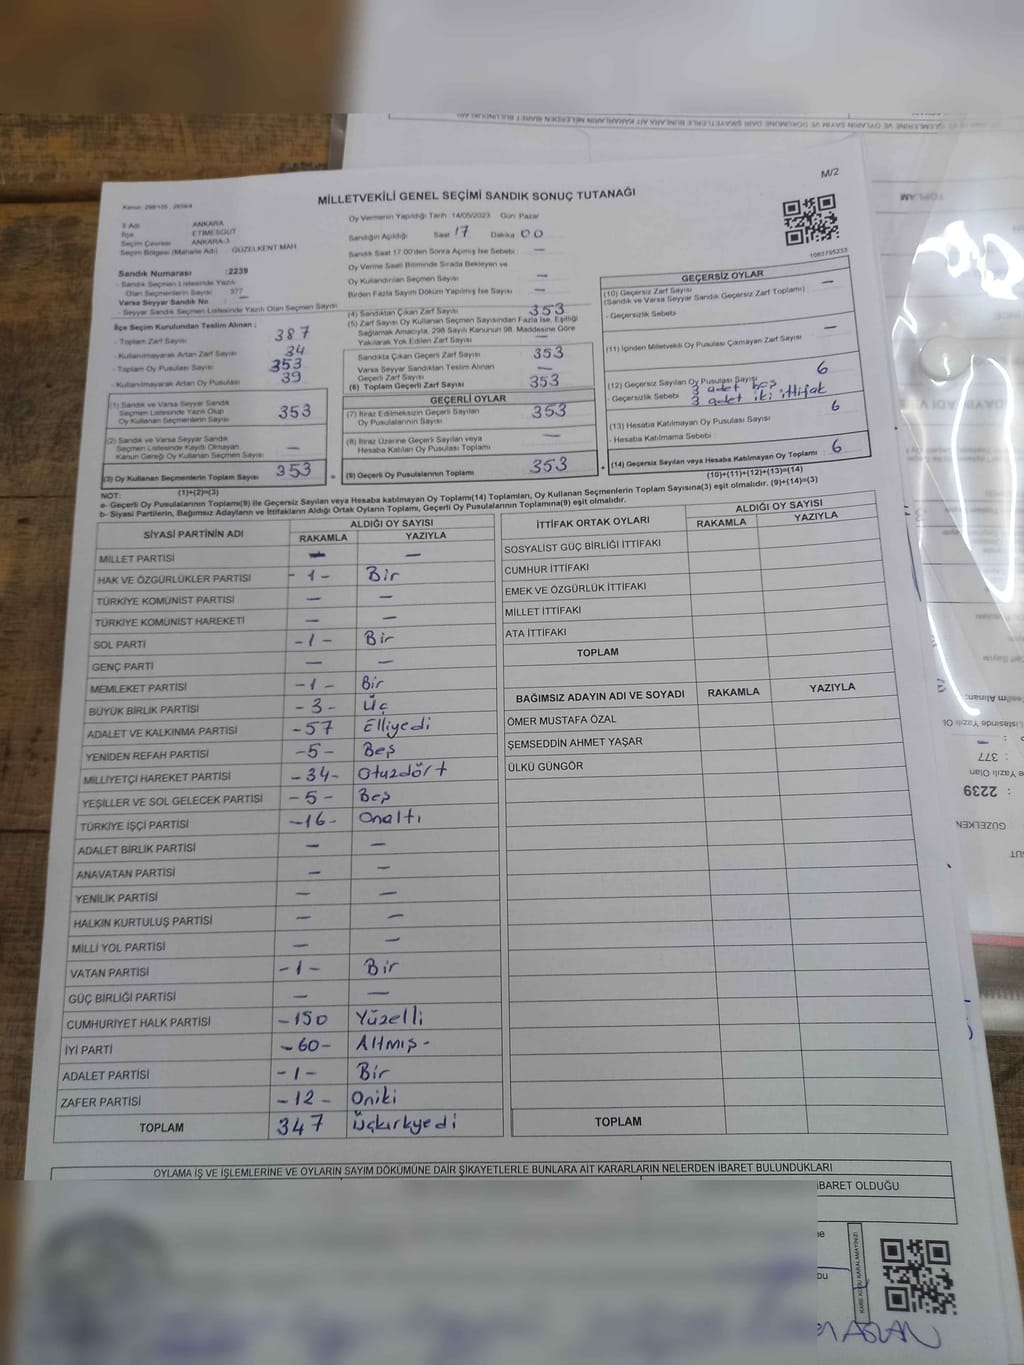 M/2
MİLLETVEKİLİ GENEL SEÇİMİ SANDIK SONUÇ TUTANAĞI
İl Adı ANKARA
İlçe ETİMESGUT
Seçim Çevresi ANKARA-3
Seçim Bölgesi (Mahalle Adı) GÜZELKENT MAH
Sandık Numarası :2239
- Sandık Seçmen Listesinde Yazılı
Olan Seçmenlerin Sayısı 377
Varsa Seyyar Sandık No
- Seyyar Sandık Seçmen Listesinde Yazılı Olan Seçmen Sayısı
İlçe Seçim Kurulundan Teslim Alınan ;
- Toplam Zarf Sayısı 387
- Kullanılmayarak Artan Zarf Sayısı 34
- Toplam Oy Pusulası Sayısı 353
- Kullanılmayarak Artan Oy Pusulası 39
(1) Sandık ve Varsa Seyyar Sandık
Seçmen Listesinde Yazılı Olup
Oy Kullanan Seçmenlerin Sayısı 353
(2) Sandık ve Varsa Seyyar Sandık
Seçmen Listesinde Kayıtlı Olmayan
Kanun Gereği Oy Kullanan Seçmen Sayısı —
(3) Oy Kullanan Seçmenlerin Toplam Sayısı 353 =
(1)+(2)=(3)
Oy Vermenin Yapıldığı Tarih : 14/05/2023 Gün: Pazar
Sandığın Açıldığı Saat 17 Dakika 00
Sandık Saat 17.00'den Sonra Açılmış İse Sebebi : —
Oy Verme Saati Bitiminde Sırada Bekleyen ve
Oy Kullandırılan Seçmen Sayısı —
Birden Fazla Sayım Döküm Yapılmış İse Sayısı —
(4) Sandıktan Çıkan Zarf Sayısı 353
(5) Zarf Sayısı Oy Kullanan Seçmen Sayısından Fazla İse, Eşitliği
Sağlamak Amacıyla, 298 Sayılı Kanunun 98. Maddesine Göre
Yakılarak Yok Edilen Zarf Sayısı —
Sandıkta Çıkan Geçerli Zarf Sayısı 353
Varsa Seyyar Sandıktan Teslim Alınan
Geçerli Zarf Sayısı —
(6) Toplam Geçerli Zarf Sayısı 353
GEÇERLİ OYLAR
(7) İtiraz Edilmeksizin Geçerli Sayılan
Oy Pusulasının Sayısı 353
(8) İtiraz Üzerine Geçerli Sayılan veya
Hesaba Katılan Oy Pusulası Toplamı —
(9) Geçerli Oy Pusulalarının Toplamı 353 +
1083795233
GEÇERSİZ OYLAR
(10) Geçersiz Zarf Sayısı —
(Sandık ve Varsa Seyyar Sandık Geçersiz Zarf Toplamı)
- Geçersizlik Sebebi
(11) İçinden Milletvekili Oy Pusulası Çıkmayan Zarf Sayısı —
(12) Geçersiz Sayılan Oy Pusulası Sayısı 6
- Geçersizlik Sebebi 3 adet boş
3 adet iki ittifak
(13) Hesaba Katılmayan Oy Pusulası Sayısı 6
- Hesaba Katılmama Sebebi :
(14) Geçersiz Sayılan veya Hesaba Katılmayan Oy Toplamı : 6
(10)+(11)+(12)+(13)=(14)
NOT:
a- Geçerli Oy Pusulalarının Toplamı(9) ile Geçersiz Sayılan veya Hesaba katılmayan Oy Toplamı(14) Toplamları, Oy Kullanan Seçmenlerin Toplam Sayısına(3) eşit olmalıdır. (9)+(14)=(3)
b- Siyasi Partilerin, Bağımsız Adayların ve İttifakların Aldığı Ortak Oyların Toplamı, Geçerli Oy Pusulalarının Toplamına(9) eşit olmalıdır.
SİYASİ PARTİNİN ADI ALDIĞI OY SAYISI
RAKAMLA YAZIYLA
MİLLET PARTİSİ — —
HAK VE ÖZGÜRLÜKLER PARTİSİ - 1 - Bir
TÜRKİYE KOMÜNİST PARTİSİ — —
TÜRKİYE KOMÜNİST HAREKETİ — —
SOL PARTİ -1- Bir
GENÇ PARTİ — —
MEMLEKET PARTİSİ -1- Bir
BÜYÜK BİRLİK PARTİSİ -3- Üç
ADALET VE KALKINMA PARTİSİ -57 Elliyedi
YENİDEN REFAH PARTİSİ -5- Beş
MİLLİYETÇİ HAREKET PARTİSİ -34- Otuzdört
YEŞİLLER VE SOL GELECEK PARTİSİ -5- Beş
TÜRKİYE İŞÇİ PARTİSİ -16- Onaltı
ADALET BİRLİK PARTİSİ — —
ANAVATAN PARTİSİ — —
YENİLİK PARTİSİ — —
HALKIN KURTULUŞ PARTİSİ — —
MİLLİ YOL PARTİSİ — —
VATAN PARTİSİ -1- Bir
GÜÇ BİRLİĞİ PARTİSİ — —
CUMHURİYET HALK PARTİSİ -150 Yüzelli
İYİ PARTİ -60- Altmış-
ADALET PARTİSİ -1- Bir
ZAFER PARTİSİ -12- Oniki
TOPLAM 347 Üçkırkyedi
İTTİFAK ORTAK OYLARI ALDIĞI OY SAYISI
RAKAMLA YAZIYLA
SOSYALİST GÜÇ BİRLİĞİ İTTİFAKI
CUMHUR İTTİFAKI
EMEK VE ÖZGÜRLÜK İTTİFAKI
MİLLET İTTİFAKI
ATA İTTİFAKI
TOPLAM
BAĞIMSIZ ADAYIN ADI VE SOYADI RAKAMLA YAZIYLA
ÖMER MUSTAFA ÖZAL
ŞEMSEDDİN AHMET YAŞAR
ÜLKÜ GÜNGÖR
TOPLAM
OYLAMA İŞ VE İŞLEMLERİNE VE OYLARIN SAYIM DÖKÜMÜNE DAİR ŞİKAYETLERLE BUNLARA AİT KARARLARIN NELERDEN İBARET BULUNDUKLARI
İBARET OLDUĞU
KARE KODU KARALAMAYINIZ!
ASLAN
TOPLAM
377
2239